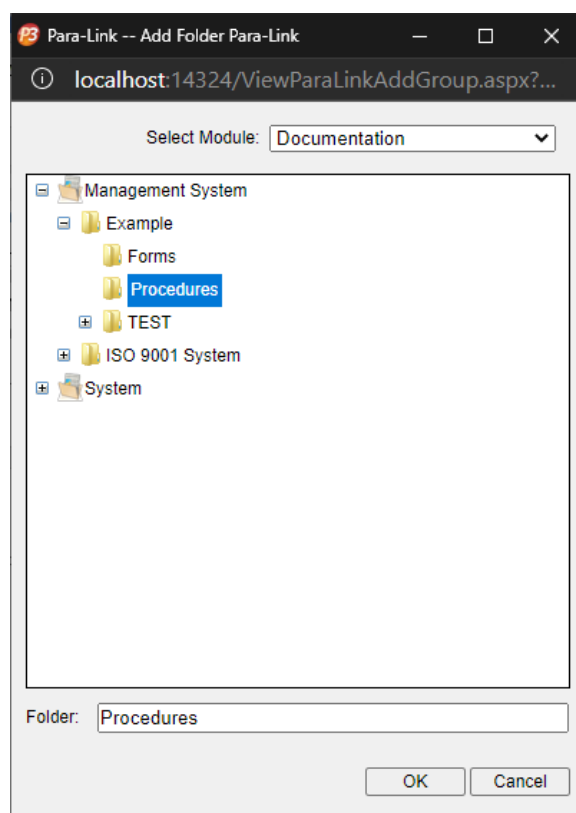 P3 Para-Link -- Add Folder Para-Link
localhost:14324/ViewParaLinkAddGroup.aspx?...
Select Module: Documentation
Management System
Example
Forms
Procedures
TEST
ISO 9001 System
System
Folder: Procedures
OK Cancel